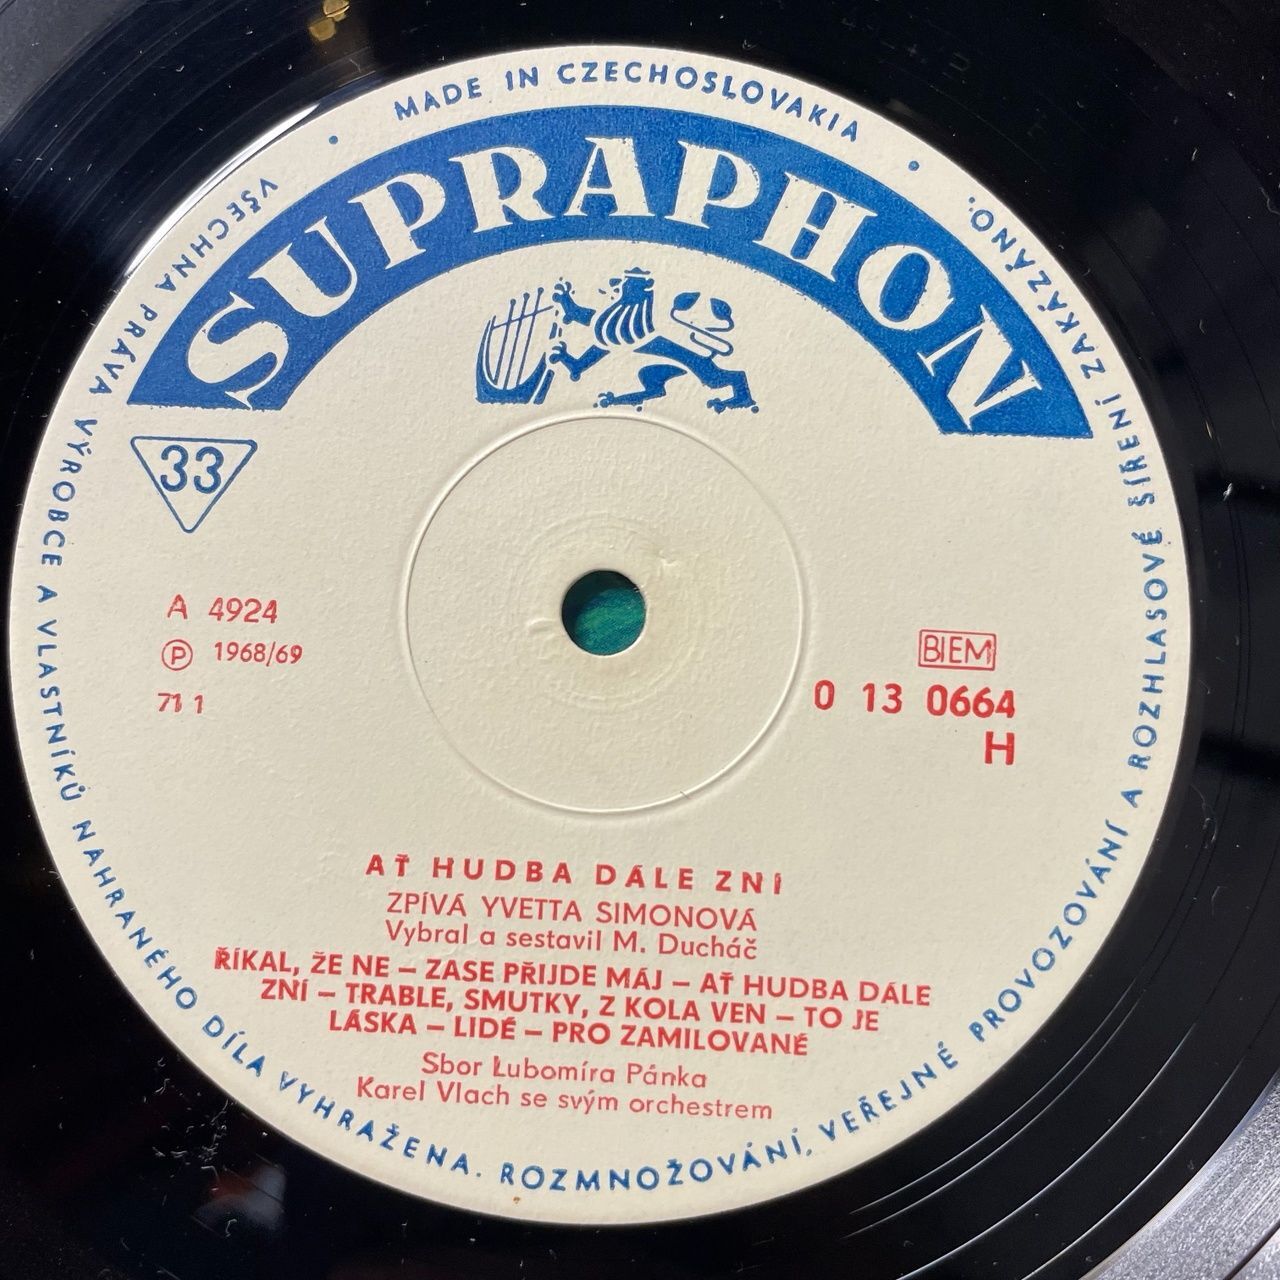 MADE IN CZECHOSLOVAKIA
SUPRAPHON
33
A 4924
Ⓟ 1968/69
71 1
BIEM
0 13 0664
H
AŤ HUDBA DÁLE ZNÍ
ZPÍVÁ YVETTA SIMONOVÁ
Vybral a sestavil M. Ducháč
ŘÍKAL, ŽE NE – ZASE PŘIJDE MÁJ – AŤ HUDBA DÁLE
ZNÍ – TRABLE, SMUTKY, Z KOLA VEN – TO JE
LÁSKA – LIDÉ – PRO ZAMILOVANÉ
Sbor Lubomíra Pánka
Karel Vlach se svým orchestrem
VŠECHNA PRÁVA VÝROBCE A VLASTNÍKŮ NAHRANÉHO DÍLA VYHRAŽENA. ROZMNOŽOVÁNÍ, VEŘEJNÉ PROVOZOVÁNÍ A ROZHLASOVÉ ŠÍŘENÍ ZAKÁZÁNO.